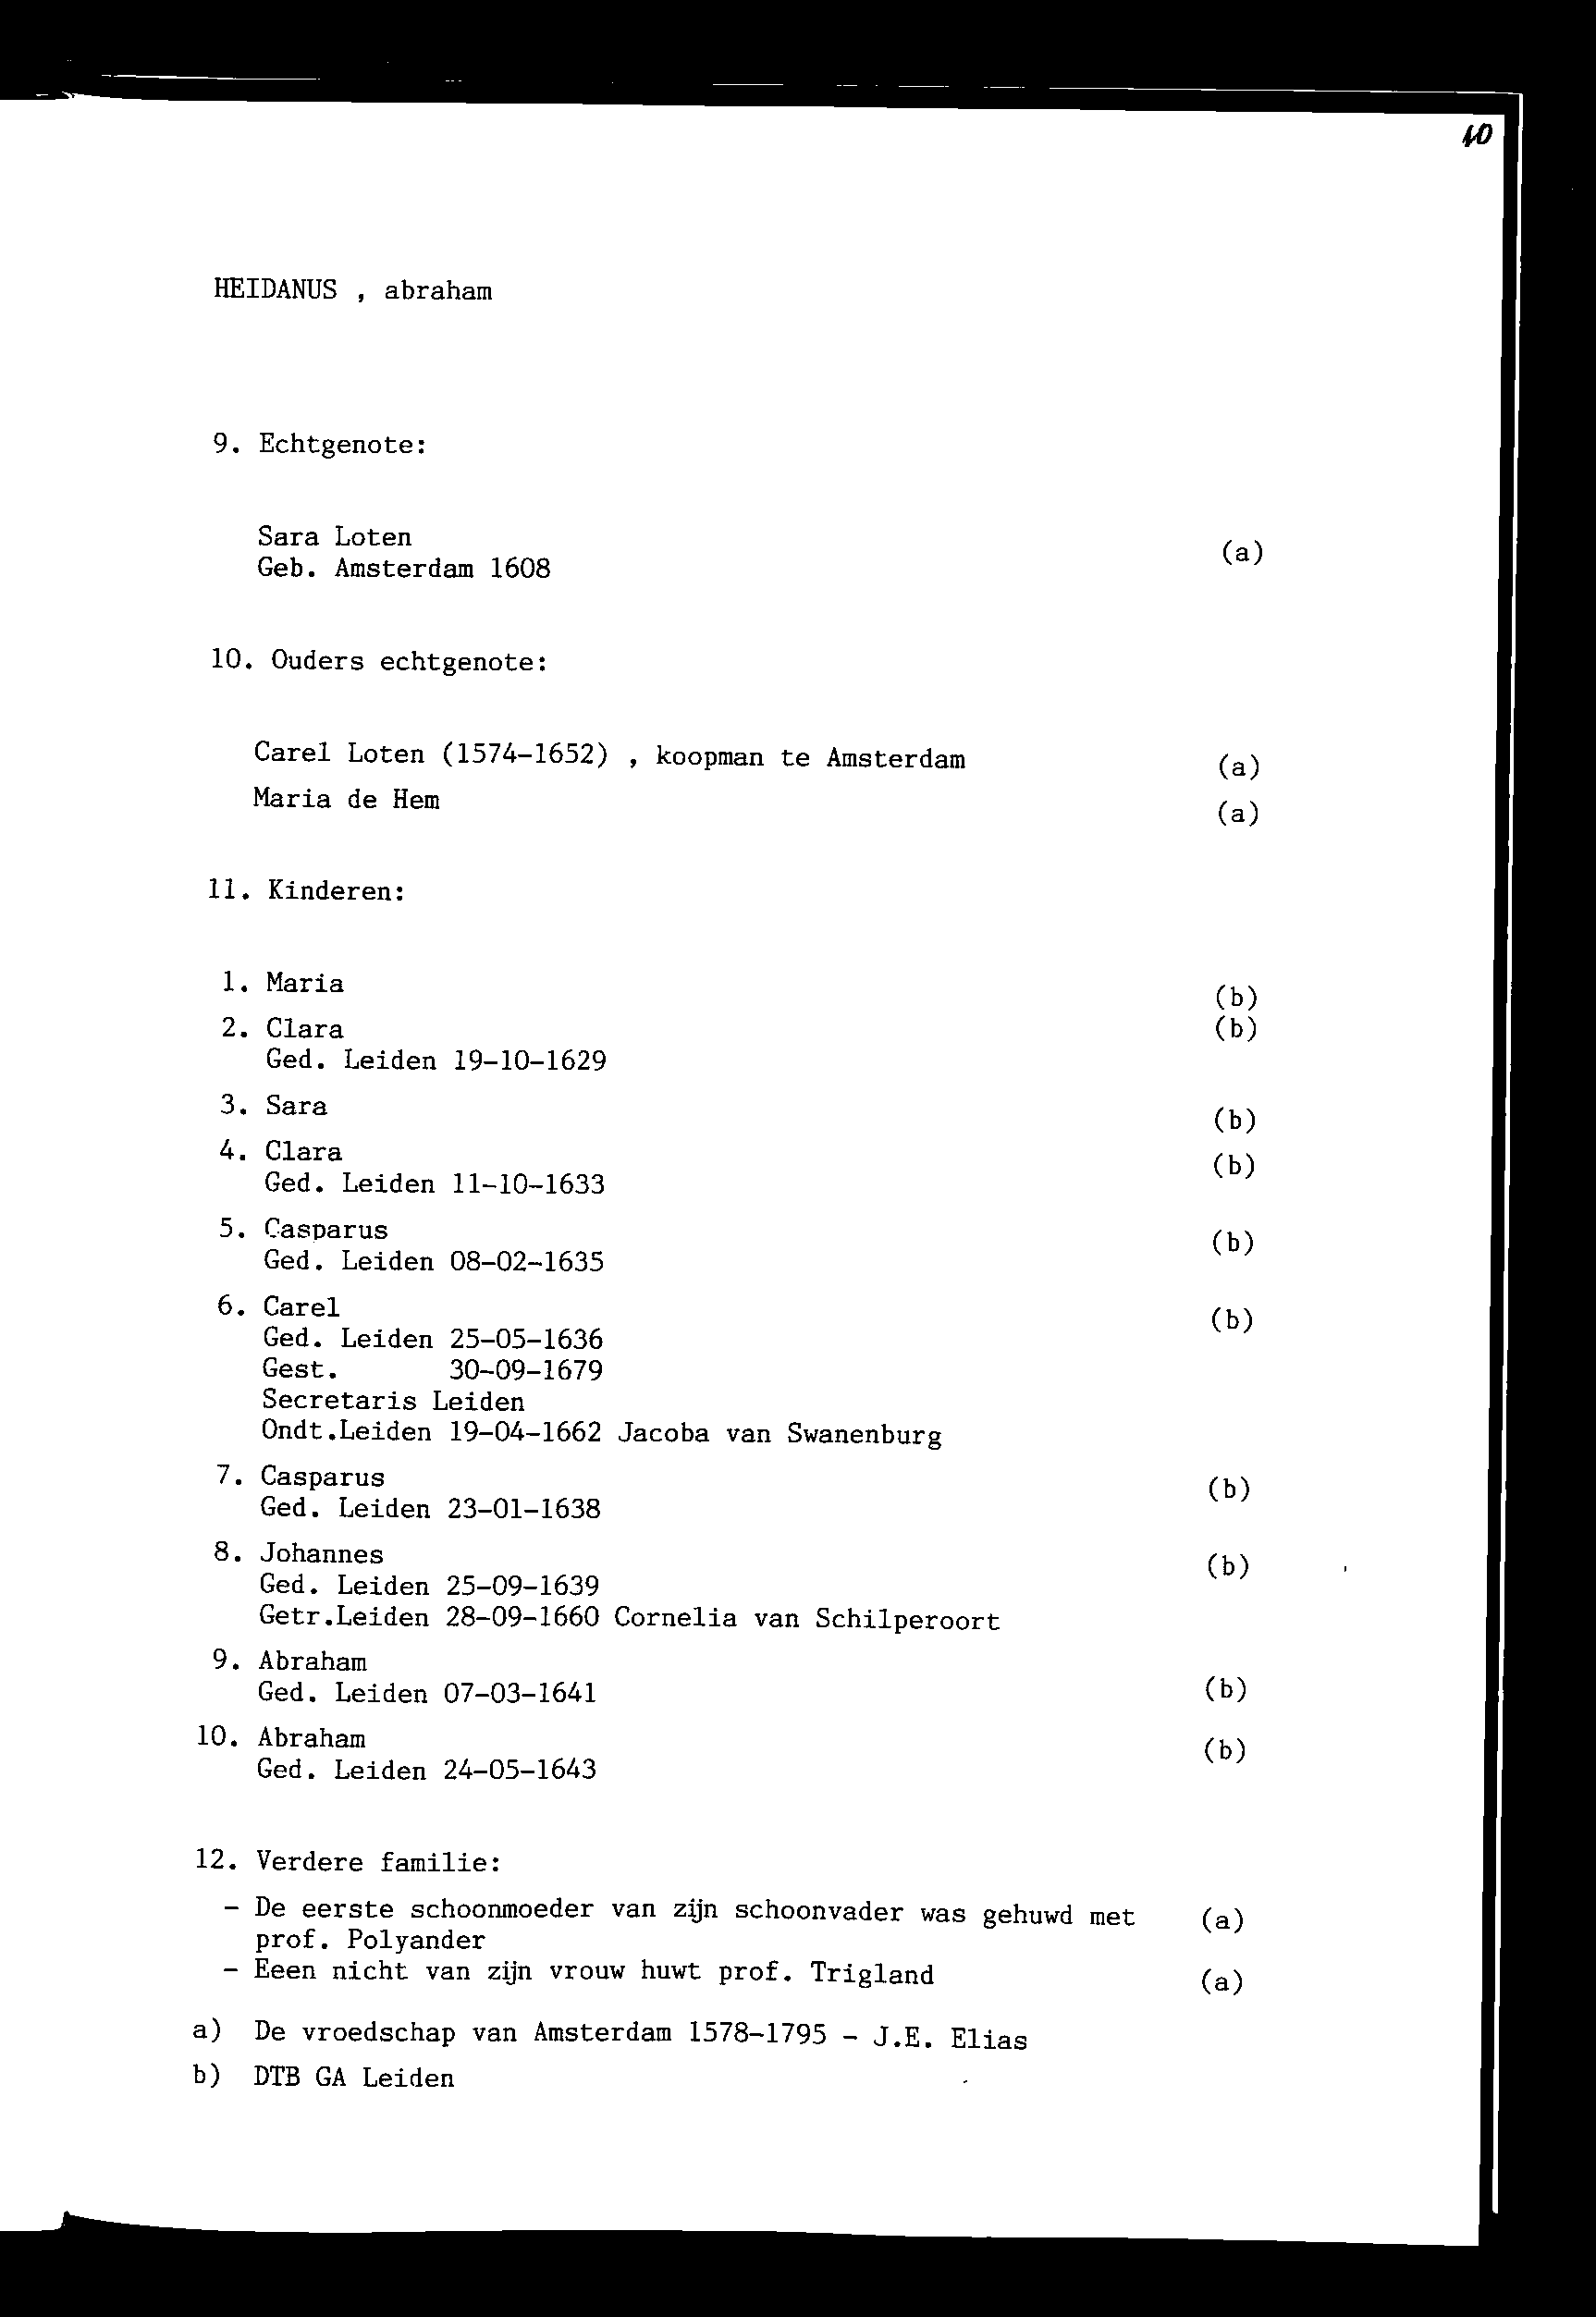 10
HEIDANUS , abraham
9. Echtgenote:
Sara Loten (a)
Geb. Amsterdam 1608
10. Ouders echtgenote:
Carel Loten (1574-1652) , koopman te Amsterdam (a)
Maria de Hem (a)
11. Kinderen:
1. Maria (b)
2. Clara (b)
Ged. Leiden 19-10-1629
3. Sara (b)
4. Clara (b)
Ged. Leiden 11-10-1633
5. Casparus (b)
Ged. Leiden 08-02-1635
6. Carel (b)
Ged. Leiden 25-05-1636
Gest. 30-09-1679
Secretaris Leiden
Ondt.Leiden 19-04-1662 Jacoba van Swanenburg
7. Casparus (b)
Ged. Leiden 23-01-1638
8. Johannes (b)
Ged. Leiden 25-09-1639
Getr.Leiden 28-09-1660 Cornelia van Schilperoort
9. Abraham
Ged. Leiden 07-03-1641 (b)
10. Abraham (b)
Ged. Leiden 24-05-1643
12. Verdere familie:
- De eerste schoonmoeder van zijn schoonvader was gehuwd met (a)
prof. Polyander
- Eeen nicht van zijn vrouw huwt prof. Trigland (a)
a) De vroedschap van Amsterdam 1578-1795 - J.E. Elias
b) DTB GA Leiden